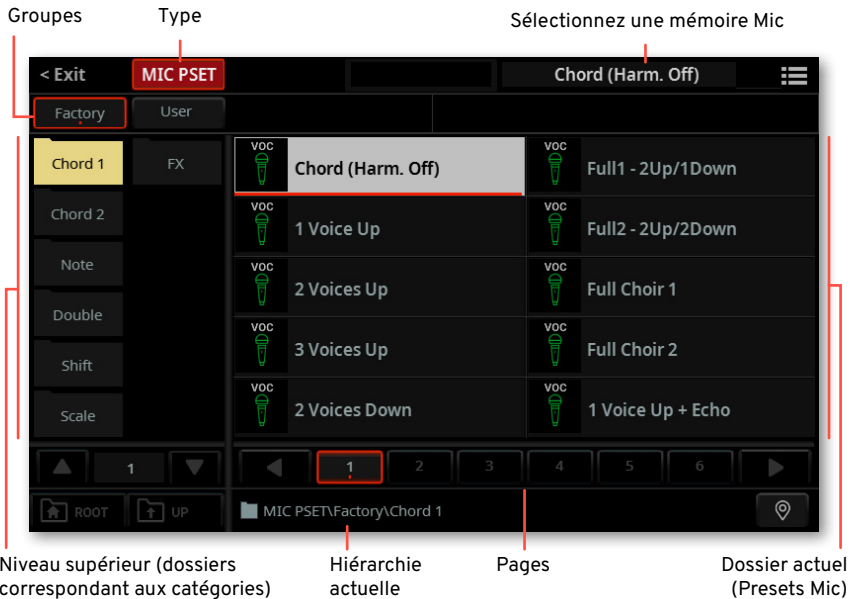 Groupes
Type
Sélectionnez une mémoire Mic
< Exit
MIC PSET
Chord (Harm. Off)
Factory
User
Chord 1
FX
Chord 2
Note
Double
Shift
Scale
VOC
Chord (Harm. Off)
VOC
Full1 - 2Up/1Down
VOC
1 Voice Up
VOC
Full2 - 2Up/2Down
VOC
2 Voices Up
VOC
Full Choir 1
VOC
3 Voices Up
VOC
Full Choir 2
VOC
2 Voices Down
VOC
1 Voice Up + Echo
1
1
2
3
4
5
6
ROOT
UP
MIC PSET\Factory\Chord 1
Niveau supérieur (dossiers
correspondant aux catégories)
Hiérarchie
actuelle
Pages
Dossier actuel
(Presets Mic)